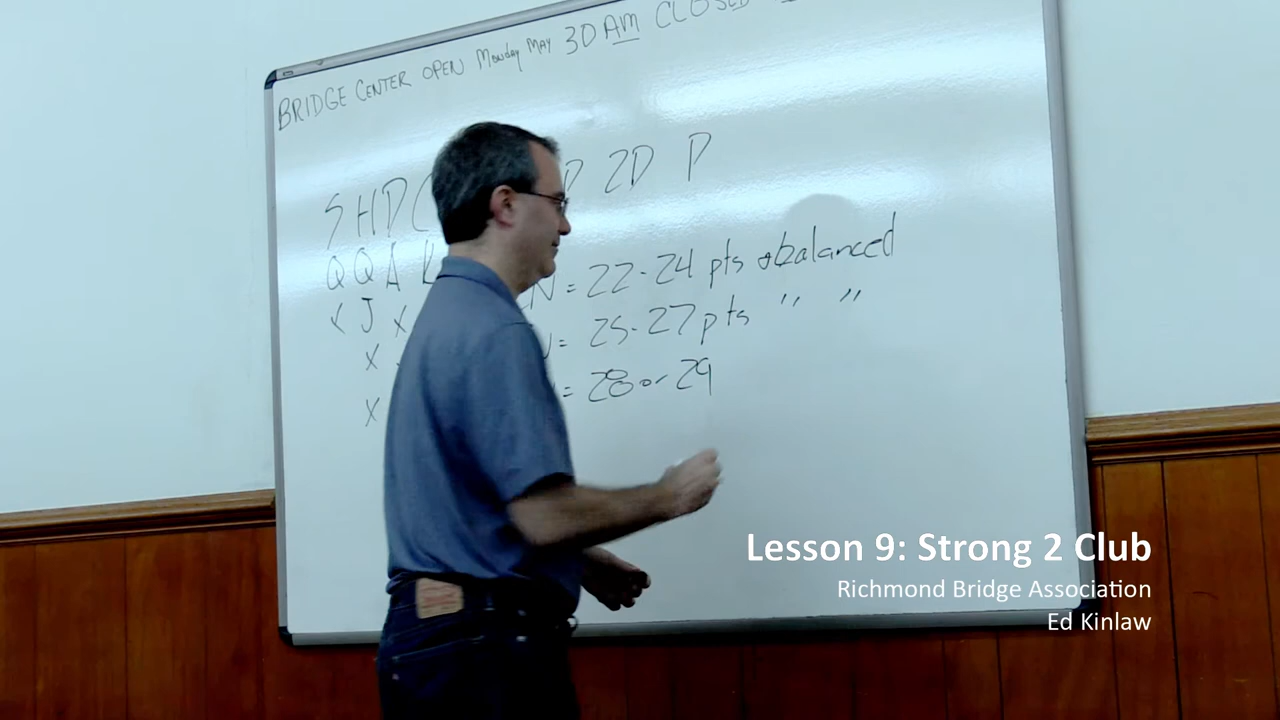 BRIDGE CENTER OPEN Monday MAY 30 AM CLOSED
S H D C P 2D P
Q Q A K
K J X N = 22-24 pts balanced
X = 25-27 pts " "
X = 28 or 29
Lesson 9: Strong 2 Club
Richmond Bridge Association
Ed Kinlaw